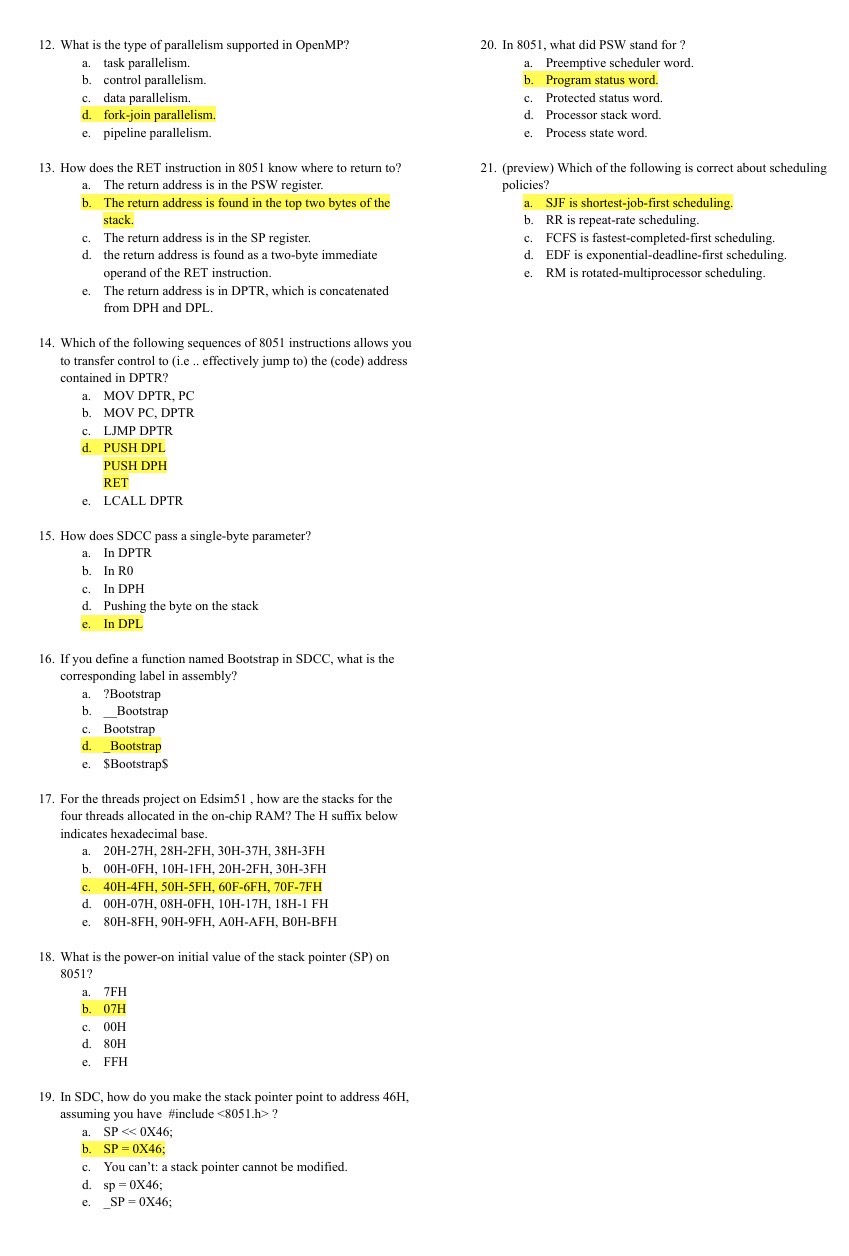 12. What is the type of parallelism supported in OpenMP?
a. task parallelism.
b. control parallelism.
c. data parallelism.
d. fork-join parallelism.
e. pipeline parallelism.
13. How does the RET instruction in 8051 know where to return to?
a. The return address is in the PSW register.
b. The return address is found in the top two bytes of the
stack.
c. The return address is in the SP register.
d. the return address is found as a two-byte immediate
operand of the RET instruction.
e. The return address is in DPTR, which is concatenated
from DPH and DPL.
14. Which of the following sequences of 8051 instructions allows you
to transfer control to (i.e .. effectively jump to) the (code) address
contained in DPTR?
a. MOV DPTR, PC
b. MOV PC, DPTR
c. LJMP DPTR
d. PUSH DPL
PUSH DPH
RET
e. LCALL DPTR
15. How does SDCC pass a single-byte parameter?
a. In DPTR
b. In R0
c. In DPH
d. Pushing the byte on the stack
e. In DPL
16. If you define a function named Bootstrap in SDCC, what is the
corresponding label in assembly?
a. ?Bootstrap
b. __Bootstrap
c. Bootstrap
d. _Bootstrap
e. $Bootstrap$
17. For the threads project on Edsim51 , how are the stacks for the
four threads allocated in the on-chip RAM? The H suffix below
indicates hexadecimal base.
a. 20H-27H, 28H-2FH, 30H-37H, 38H-3FH
b. 00H-0FH, 10H-1FH, 20H-2FH, 30H-3FH
c. 40H-4FH, 50H-5FH, 60F-6FH, 70F-7FH
d. 00H-07H, 08H-0FH, 10H-17H, 18H-1 FH
e. 80H-8FH, 90H-9FH, A0H-AFH, B0H-BFH
18. What is the power-on initial value of the stack pointer (SP) on
8051?
a. 7FH
b. 07H
c. 00H
d. 80H
e. FFH
19. In SDC, how do you make the stack pointer point to address 46H,
assuming you have #include <8051.h> ?
a. SP << 0X46;
b. SP = 0X46;
c. You can’t: a stack pointer cannot be modified.
d. sp = 0X46;
e. _SP = 0X46;
20. In 8051, what did PSW stand for ?
a. Preemptive scheduler word.
b. Program status word.
c. Protected status word.
d. Processor stack word.
e. Process state word.
21. (preview) Which of the following is correct about scheduling
policies?
a. SJF is shortest-job-first scheduling.
b. RR is repeat-rate scheduling.
c. FCFS is fastest-completed-first scheduling.
d. EDF is exponential-deadline-first scheduling.
e. RM is rotated-multiprocessor scheduling.